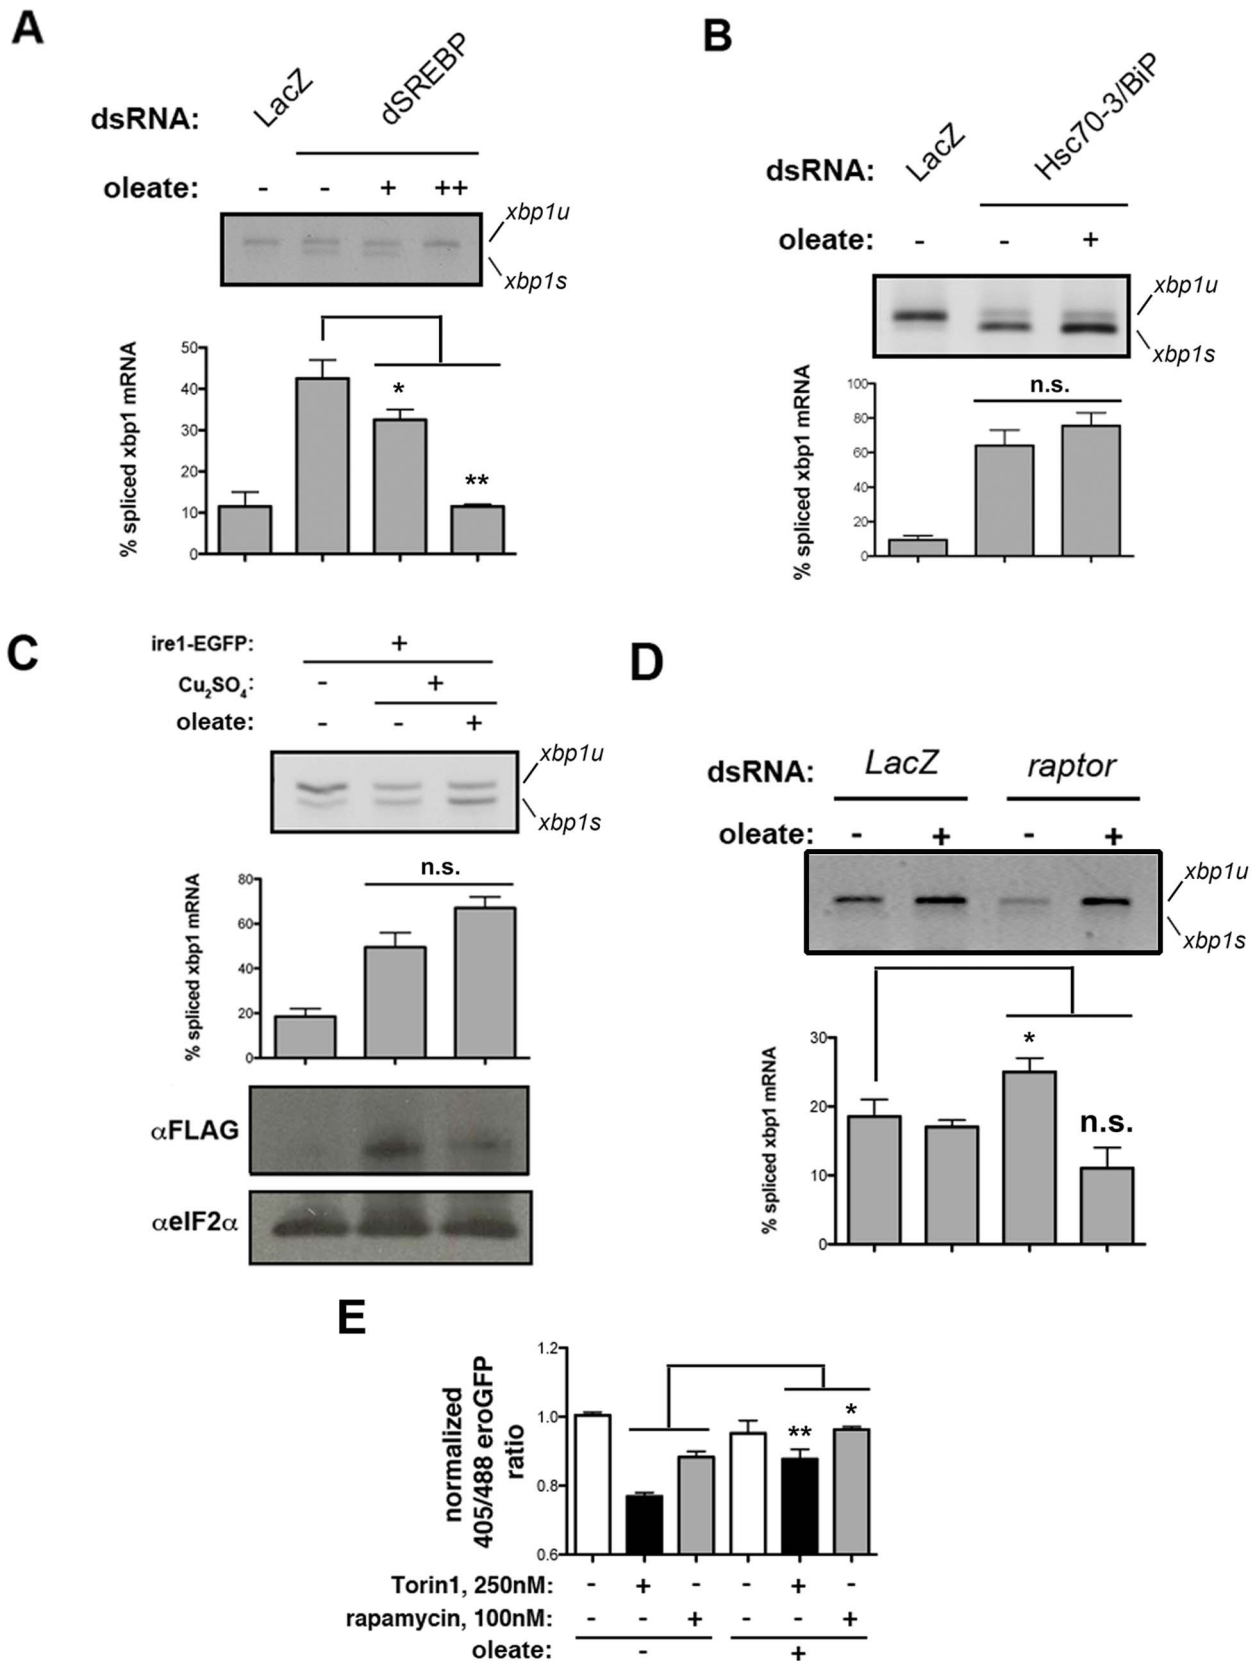 A
dsRNA: LacZ dSREBP
oleate: - - + ++
xbp1u
xbp1s
% spliced xbp1 mRNA
50
40
30
20
10
0
*
**
B
dsRNA: LacZ Hsc70-3/BiP
oleate: - - +
xbp1u
xbp1s
% spliced xbp1 mRNA
100
80
60
40
20
0
n.s.
C
ire1-EGFP: +
Cu2SO4: - +
oleate: - - +
xbp1u
xbp1s
% spliced xbp1 mRNA
80
60
40
20
0
n.s.
αFLAG
αeIF2α
D
dsRNA: LacZ raptor
oleate: - + - +
xbp1u
xbp1s
% spliced xbp1 mRNA
30
20
10
0
*
n.s.
E
normalized
405/488 eroGFP
ratio
1.2
1.0
0.8
0.6
**
*
Torin1, 250nM: - + - - + -
rapamycin, 100nM: - - + - - +
oleate: - +